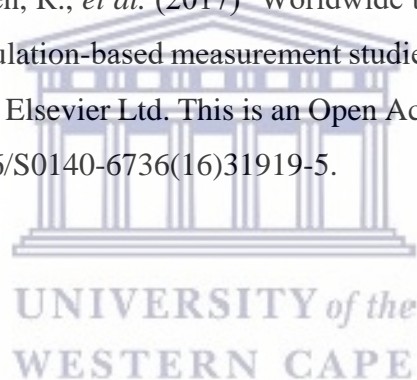 R., et al. (2017) "Worldwide
ulation-based measurement studie
Elsevier Ltd. This is an Open Ac
/S0140-6736(16)31919-5.
UNIVERSITY of the
WESTERN CAPE